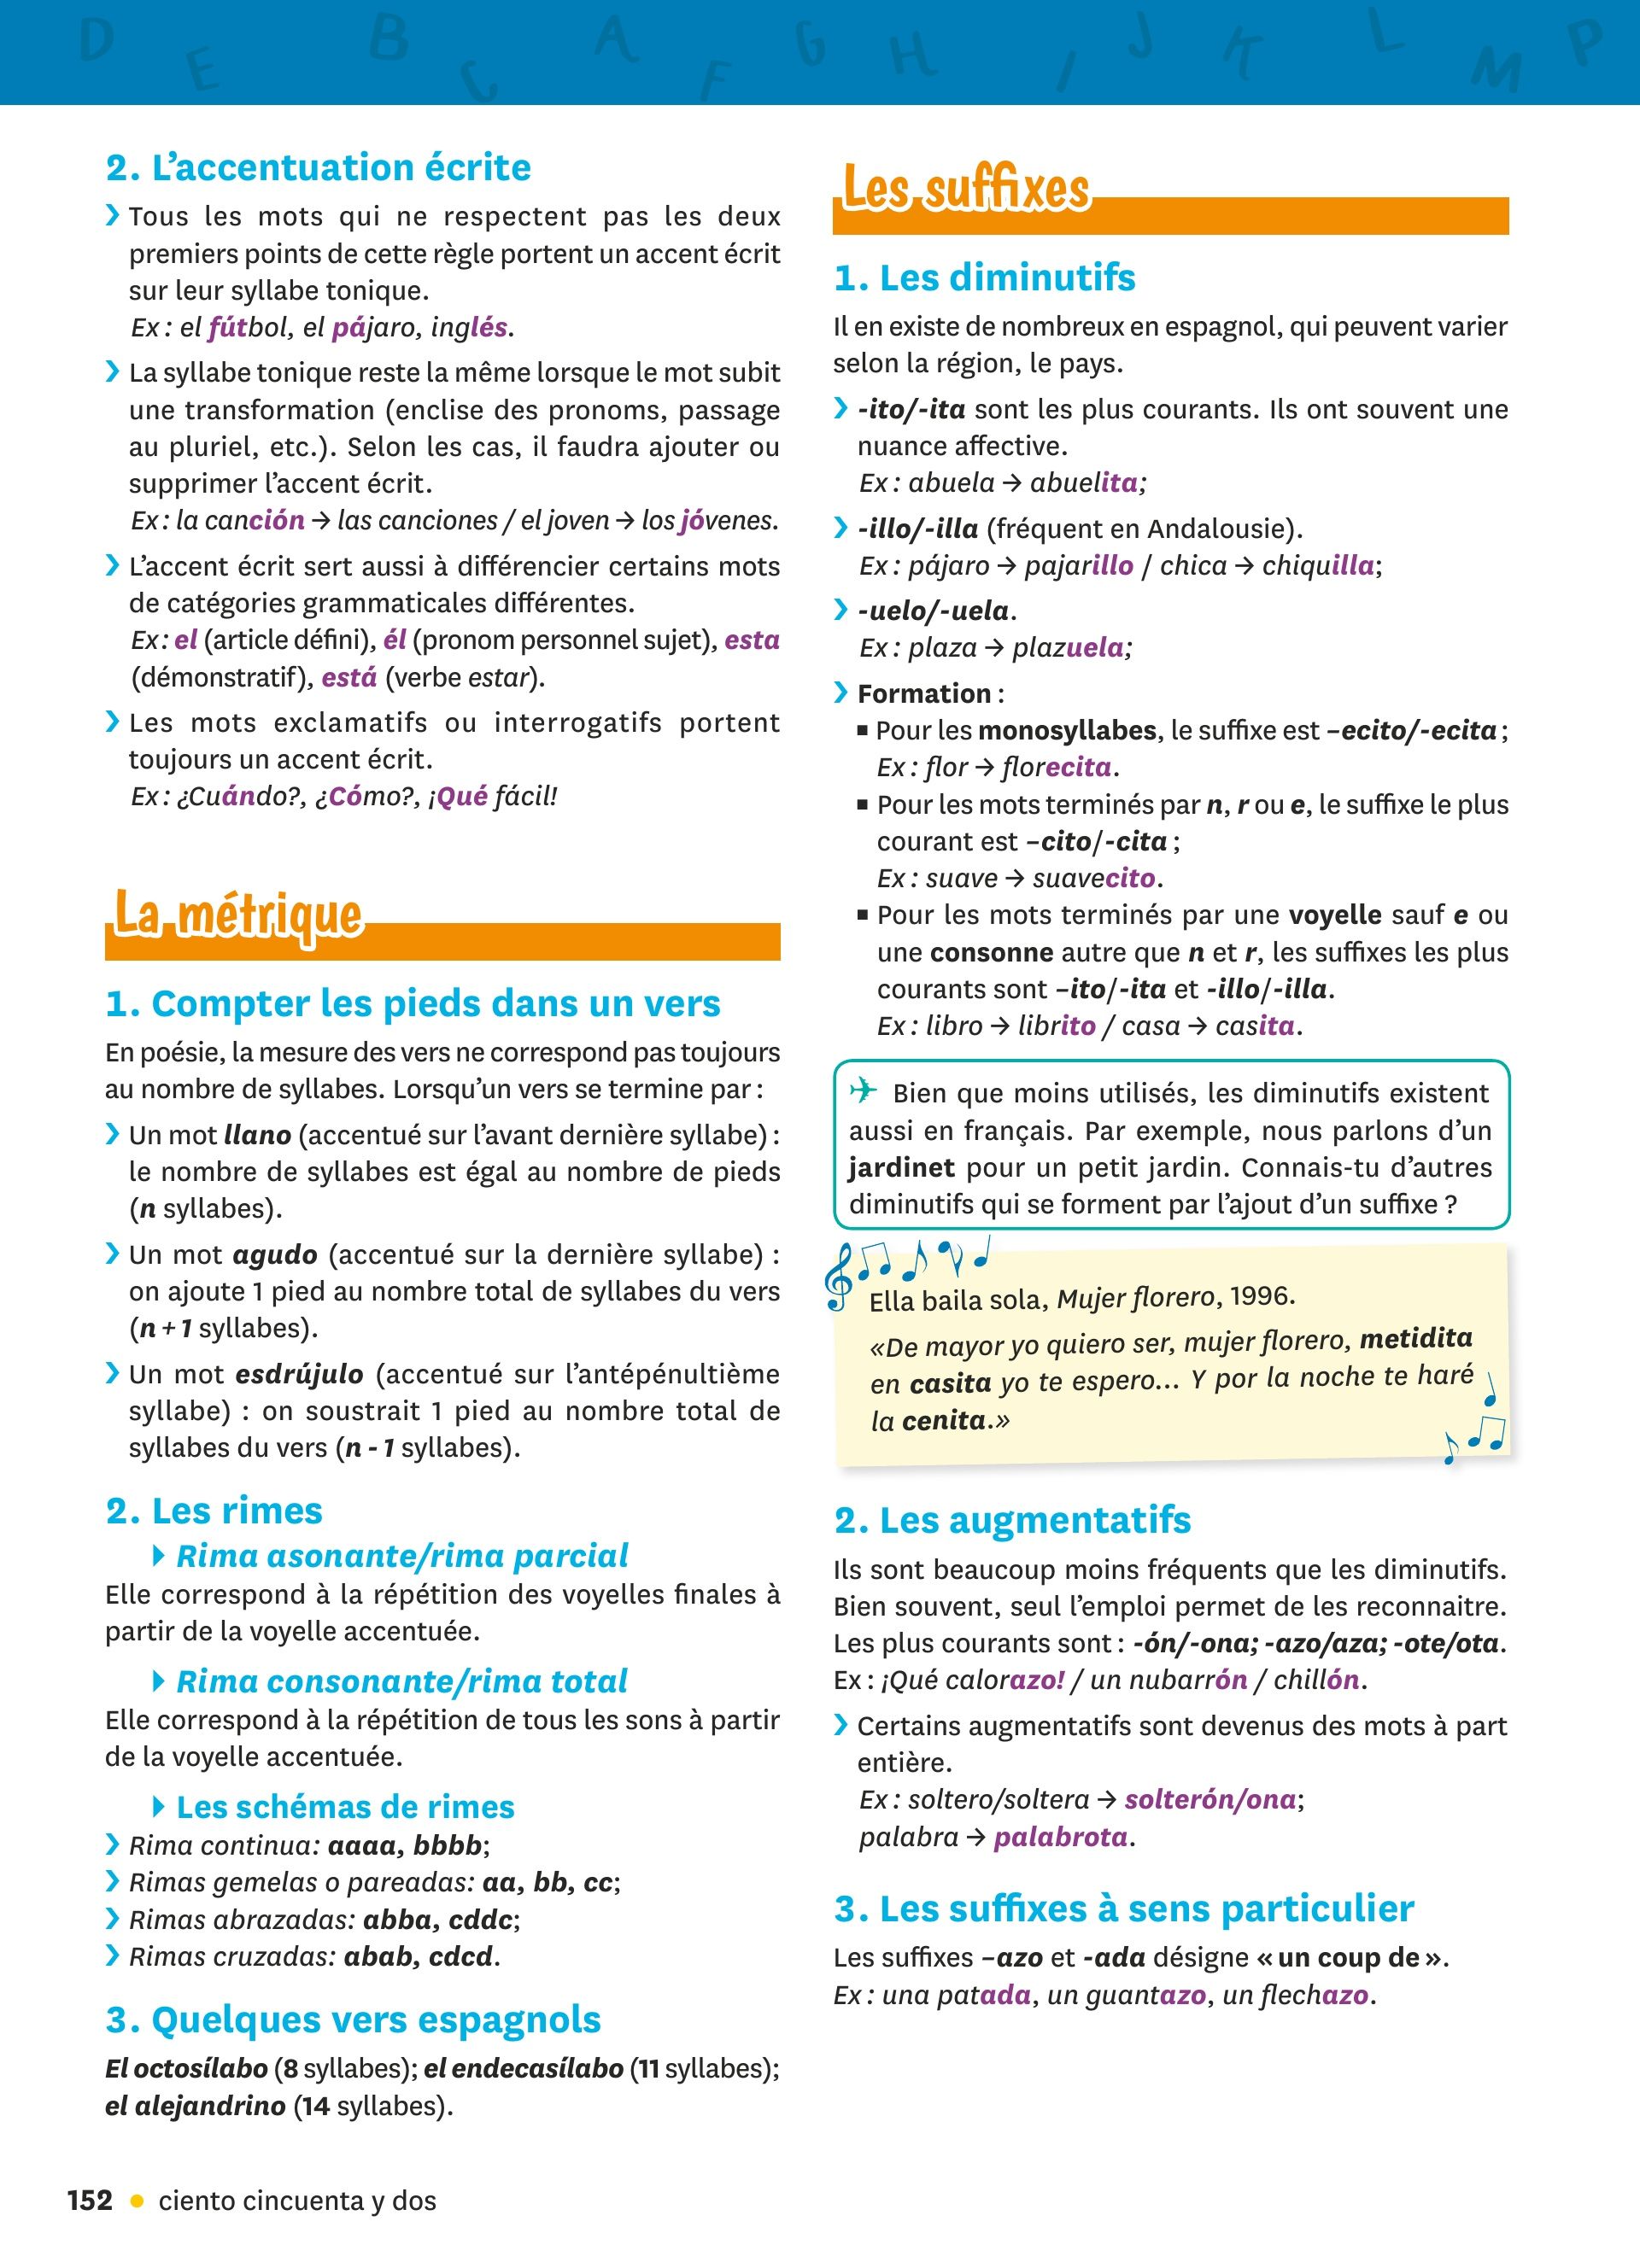 D E B C A F G H I J K L M P
2. L’accentuation écrite
› Tous les mots qui ne respectent pas les deux
premiers points de cette règle portent un accent écrit
sur leur syllabe tonique.
Ex : el fútbol, el pájaro, inglés.
› La syllabe tonique reste la même lorsque le mot subit
une transformation (enclise des pronoms, passage
au pluriel, etc.). Selon les cas, il faudra ajouter ou
supprimer l’accent écrit.
Ex : la canción → las canciones / el joven → los jóvenes.
› L’accent écrit sert aussi à différencier certains mots
de catégories grammaticales différentes.
Ex : el (article défini), él (pronom personnel sujet), esta
(démonstratif), está (verbe estar).
› Les mots exclamatifs ou interrogatifs portent
toujours un accent écrit.
Ex : ¿Cuándo?, ¿Cómo?, ¡Qué fácil!
La métrique
1. Compter les pieds dans un vers
En poésie, la mesure des vers ne correspond pas toujours
au nombre de syllabes. Lorsqu’un vers se termine par :
› Un mot llano (accentué sur l’avant dernière syllabe) :
le nombre de syllabes est égal au nombre de pieds
(n syllabes).
› Un mot agudo (accentué sur la dernière syllabe) :
on ajoute 1 pied au nombre total de syllabes du vers
(n + 1 syllabes).
› Un mot esdrújulo (accentué sur l’antépénultième
syllabe) : on soustrait 1 pied au nombre total de
syllabes du vers (n - 1 syllabes).
2. Les rimes
Rima asonante/rima parcial
Elle correspond à la répétition des voyelles finales à
partir de la voyelle accentuée.
Rima consonante/rima total
Elle correspond à la répétition de tous les sons à partir
de la voyelle accentuée.
Les schémas de rimes
› Rima continua: aaaa, bbbb;
› Rimas gemelas o pareadas: aa, bb, cc;
› Rimas abrazadas: abba, cddc;
› Rimas cruzadas: abab, cdcd.
3. Quelques vers espagnols
El octosílabo (8 syllabes); el endecasílabo (11 syllabes);
el alejandrino (14 syllabes).
Les suffixes
1. Les diminutifs
Il en existe de nombreux en espagnol, qui peuvent varier
selon la région, le pays.
› -ito/-ita sont les plus courants. Ils ont souvent une
nuance affective.
Ex : abuela → abuelita;
› -illo/-illa (fréquent en Andalousie).
Ex : pájaro → pajarillo / chica → chiquilla;
› -uelo/-uela.
Ex : plaza → plazuela;
› Formation :
▪ Pour les monosyllabes, le suffixe est –ecito/-ecita ;
Ex : flor → florecita.
▪ Pour les mots terminés par n, r ou e, le suffixe le plus
courant est –cito/-cita ;
Ex : suave → suavecito.
▪ Pour les mots terminés par une voyelle sauf e ou
une consonne autre que n et r, les suffixes les plus
courants sont –ito/-ita et -illo/-illa.
Ex : libro → librito / casa → casita.
Bien que moins utilisés, les diminutifs existent
aussi en français. Par exemple, nous parlons d’un
jardinet pour un petit jardin. Connais-tu d’autres
diminutifs qui se forment par l’ajout d’un suffixe ?
Ella baila sola, Mujer florero, 1996.
«De mayor yo quiero ser, mujer florero, metidita
en casita yo te espero... Y por la noche te haré
la cenita.»
2. Les augmentatifs
Ils sont beaucoup moins fréquents que les diminutifs.
Bien souvent, seul l’emploi permet de les reconnaitre.
Les plus courants sont : -ón/-ona; -azo/aza; -ote/ota.
Ex : ¡Qué calorazo! / un nubarrón / chillón.
› Certains augmentatifs sont devenus des mots à part
entière.
Ex : soltero/soltera → solterón/ona;
palabra → palabrota.
3. Les suffixes à sens particulier
Les suffixes –azo et -ada désigne « un coup de ».
Ex : una patada, un guantazo, un flechazo.
152 • ciento cincuenta y dos